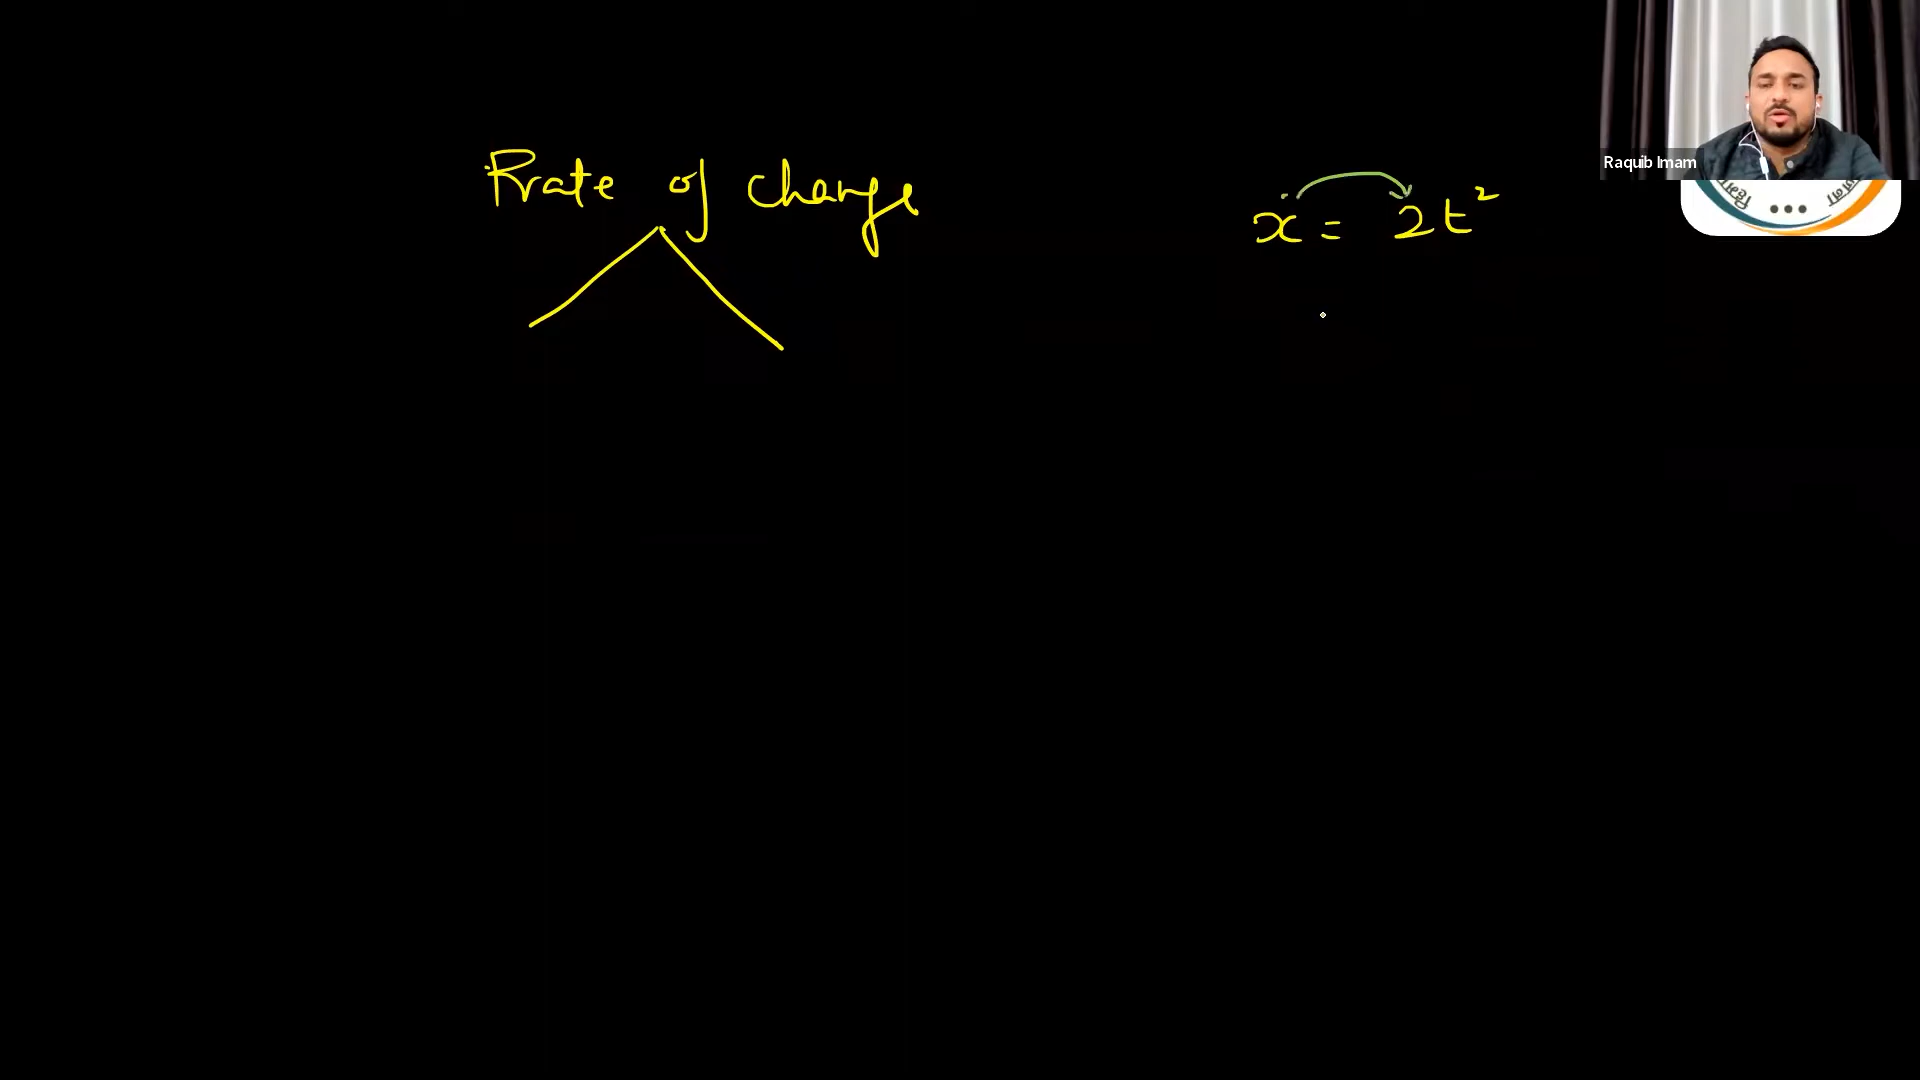 Rate of change
x = 2t²
Raquib Imam